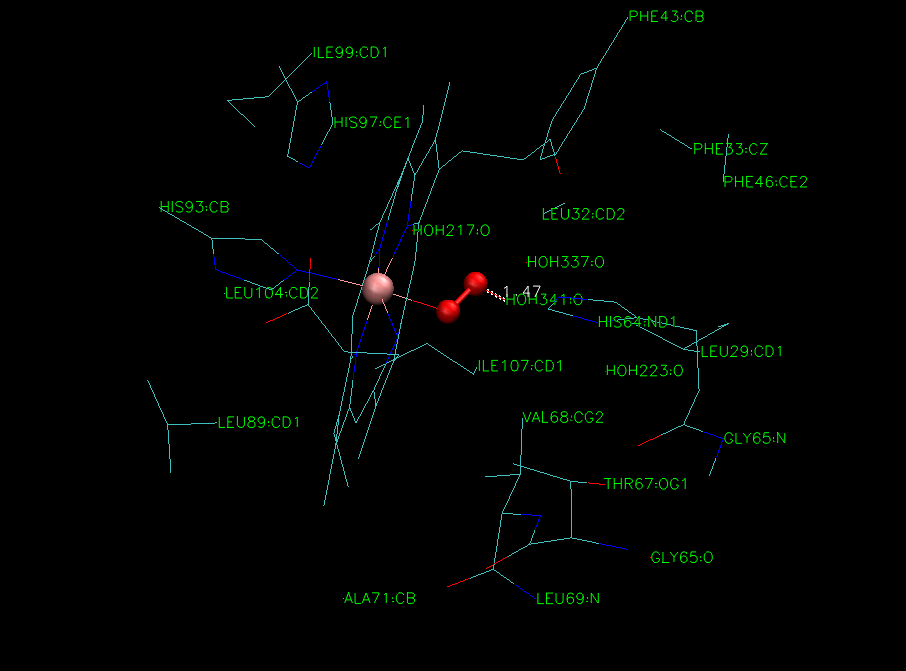 PHE43:CB
ILE99:CD1
HIS97:CE1
PHE33:CZ
PHE46:CE2
HIS93:CB
LEU32:CD2
HOH217:O
HOH337:O
LEU104:CD2
1.47
HOH341:O
HIS64:ND1
LEU29:CD1
ILE107:CD1
HOH223:O
VAL68:CG2
LEU89:CD1
GLY65:N
THR67:OG1
GLY65:O
ALA71:CB
LEU69:N